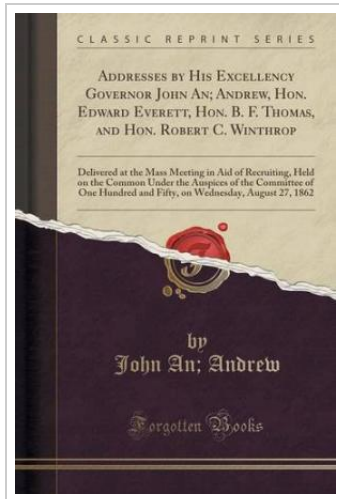 CLASSIC REPRINT SERIES
ADDRESSES BY HIS EXCELLENCY
GOVERNOR JOHN AN; ANDREW, HON.
EDWARD EVERETT, HON. B. F. THOMAS,
AND HON. ROBERT C. WINTHROP
Delivered at the Mass Meeting in Aid of Recruiting, Held
on the Common Under the Auspices of the Committee of
One Hundred and Fifty, on Wednesday, August 27, 1862
by
John An; Andrew
Forgotten Books